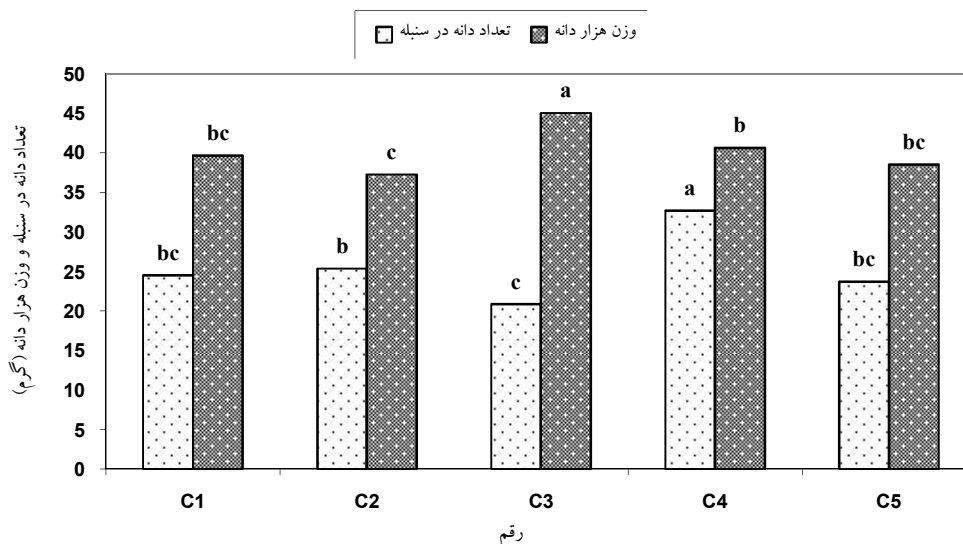 تعداد دانه در سنبله وزن هزار دانه
تعداد دانه در سنبله و وزن هزار دانه (گرم)
50
45
40
35
30
25
20
15
10
5
0
bc bc
b c
c a
a b
bc bc
C1 C2 C3 C4 C5
رقم